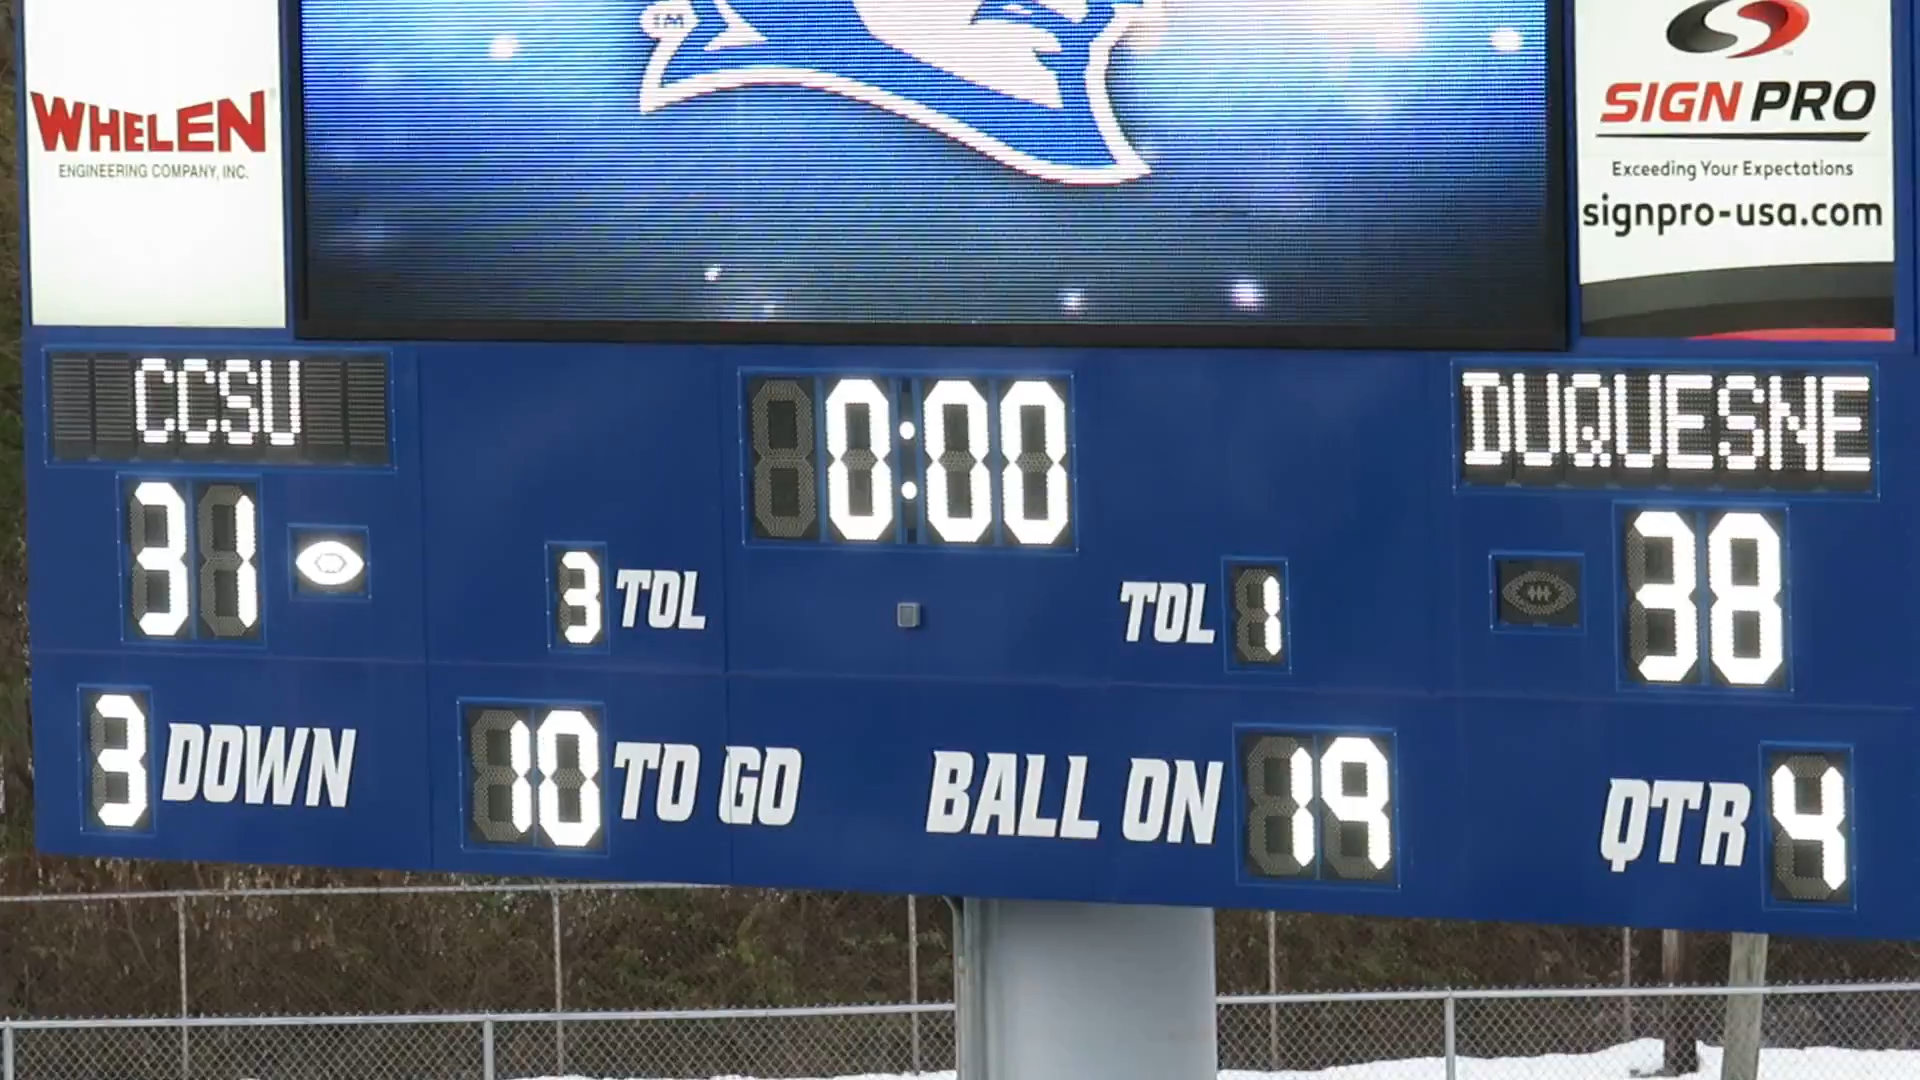 TM
WHELEN
ENGINEERING COMPANY, INC.
SIGN PRO
Exceeding Your Expectations
signpro-usa.com
CCSU
0:00
DUQUESNE
31
3 TOL
TOL 1
38
3 DOWN
10 TO GO
BALL ON 19
QTR 4